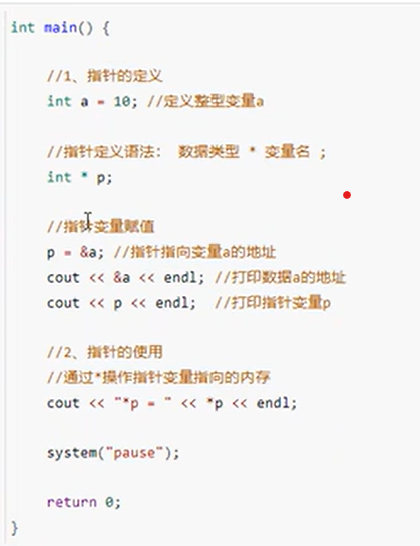 int main() {
//1、指针的定义
int a = 10; //定义整型变量a
//指针定义语法： 数据类型 * 变量名 ;
int * p;
//指针变量赋值
p = &a; //指针指向变量a的地址
cout << &a << endl; //打印数据a的地址
cout << p << endl;  //打印指针变量p
//2、指针的使用
//通过*操作指针变量指向的内存
cout << "*p = " << *p << endl;
system("pause");
return 0;
}